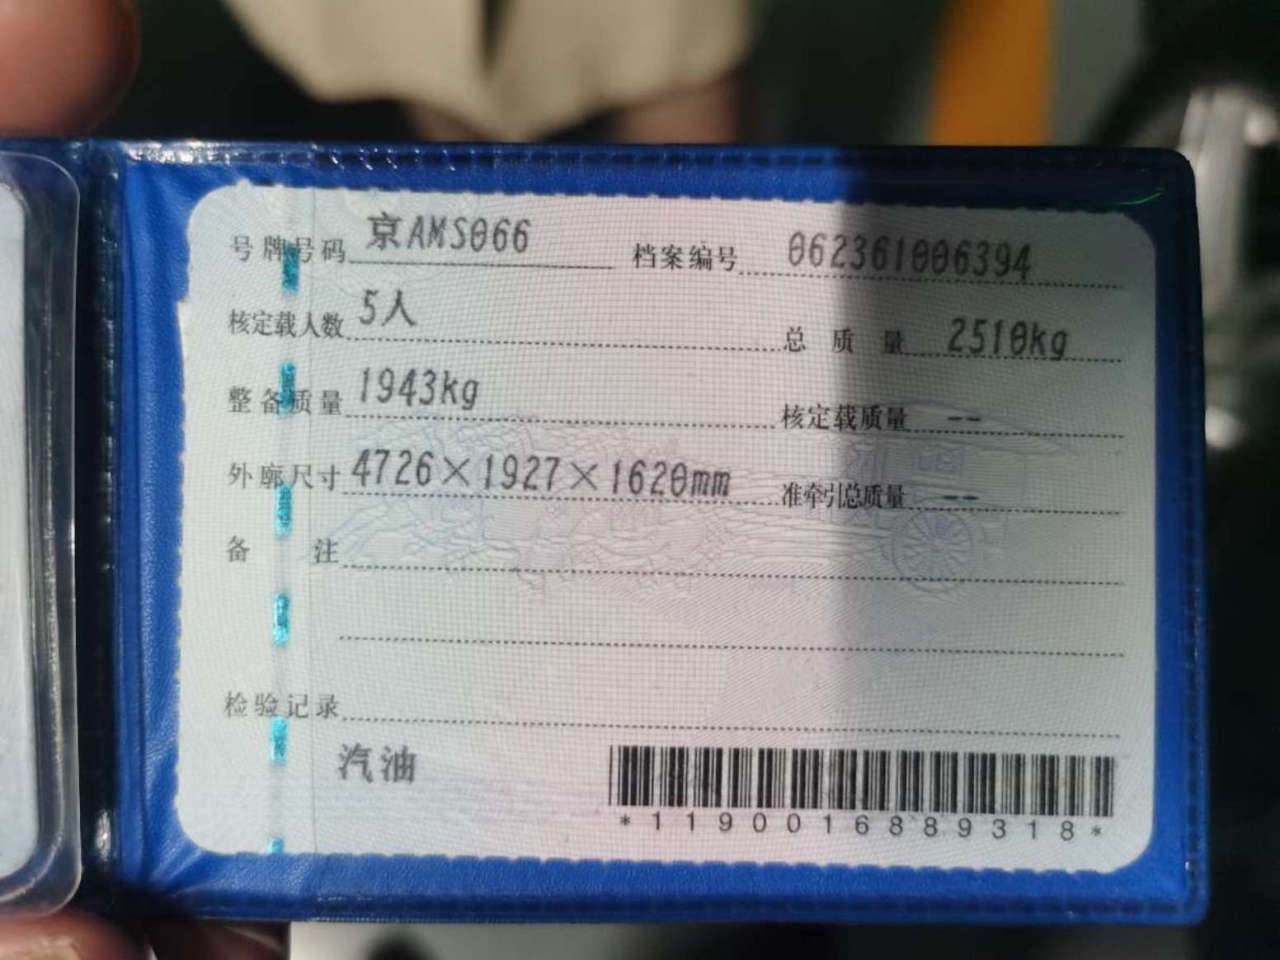 号牌号码 京AMS066 档案编号 062361006394
核定载人数 5人 总质量 2510kg
整备质量 1943kg 核定载质量 --
外廓尺寸 4726×1927×1620mm 准牵引总质量 --
备注
检验记录
汽油
*1190016889318*